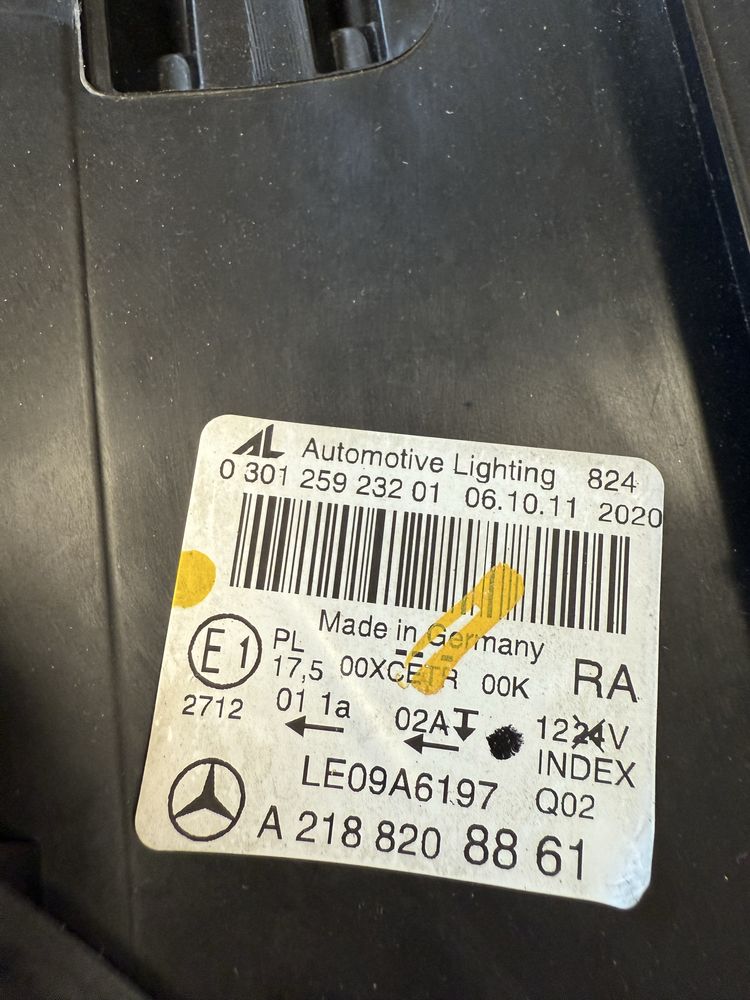 AL Automotive Lighting 824
0 301 259 232 01 06.10.11 2020
Made in Germany
E1 PL 17,5 00XCETR 00K RA
2712 01 1a 02A 1224V
INDEX
LE09A6197 Q02
A 218 820 88 61